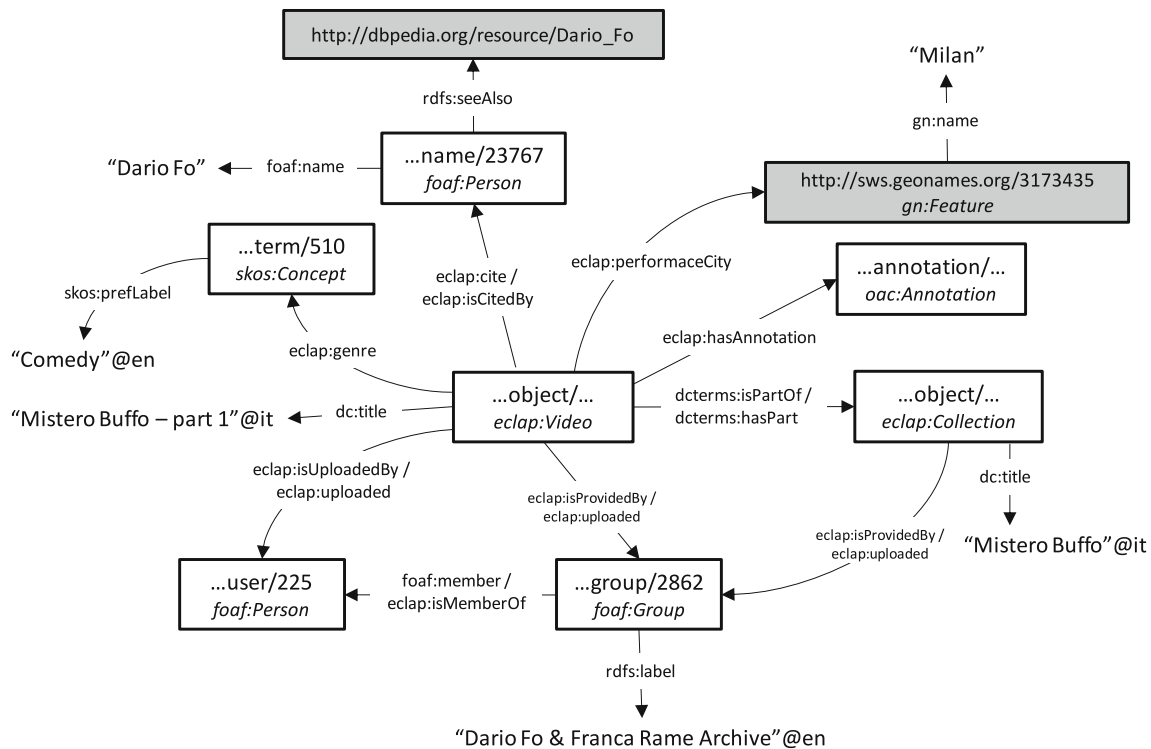 http://dbpedia.org/resource/Dario_Fo
“Milan”
rdfs:seeAlso
gn:name
...name/23767
foaf:Person
“Dario Fo”
foaf:name
http://sws.geonames.org/3173435
gn:Feature
...term/510
skos:Concept
eclap:cite /
eclap:isCitedBy
eclap:performaceCity
...annotation/...
oac:Annotation
skos:prefLabel
eclap:hasAnnotation
“Comedy”@en
eclap:genre
...object/...
eclap:Video
dcterms:isPartOf /
dcterms:hasPart
...object/...
eclap:Collection
“Mistero Buffo – part 1”@it
dc:title
eclap:isUploadedBy /
eclap:uploaded
eclap:isProvidedBy /
eclap:uploaded
dc:title
eclap:isProvidedBy /
eclap:uploaded
“Mistero Buffo”@it
...user/225
foaf:Person
foaf:member /
eclap:isMemberOf
...group/2862
foaf:Group
rdfs:label
“Dario Fo & Franca Rame Archive”@en